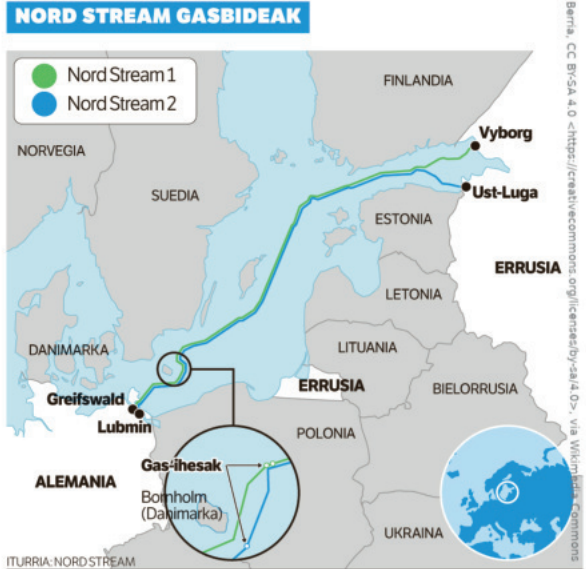 NORD STREAM GASBIDEAK
Nord Stream 1
Nord Stream 2
FINLANDIA
Vyborg
NORVEGIA
SUEDIA
Ust-Luga
ESTONIA
ERRUSIA
LETONIA
DANIMARKA
LITUANIA
ERRUSIA
BIELORRUSIA
Greifswald
Lubmin
POLONIA
Gas-ihesak
ALEMANIA
Bornholm
(Danimarka)
UKRAINA
ITURRIA: NORD STREAM
Berria, CC BY-SA 4.0 <https://creativecommons.org/licenses/by-sa/4.0>, via Wikimedia Commons